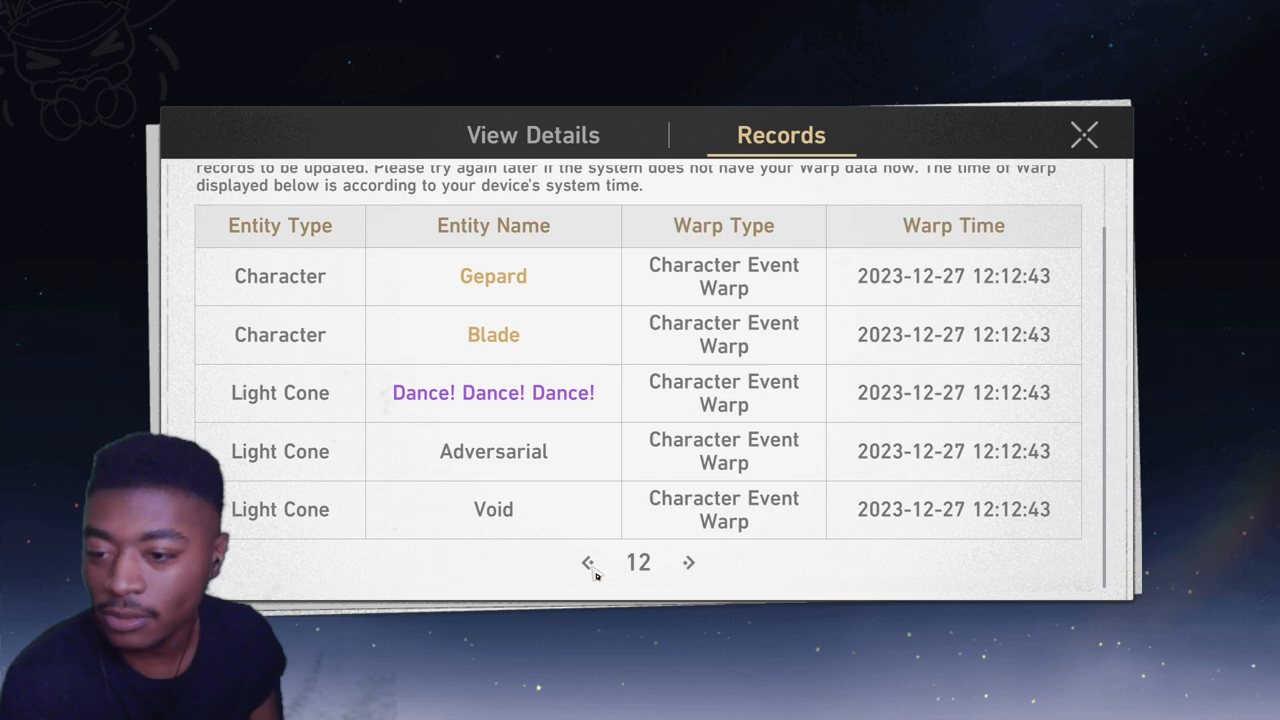 View Details
Records
records to be updated. Please try again later if the system does not have your Warp data now. The time of Warp
displayed below is according to your device's system time.
Entity Type Entity Name Warp Type Warp Time
Character Gepard Character Event Warp 2023-12-27 12:12:43
Character Blade Character Event Warp 2023-12-27 12:12:43
Light Cone Dance! Dance! Dance! Character Event Warp 2023-12-27 12:12:43
Light Cone Adversarial Character Event Warp 2023-12-27 12:12:43
Light Cone Void Character Event Warp 2023-12-27 12:12:43
12